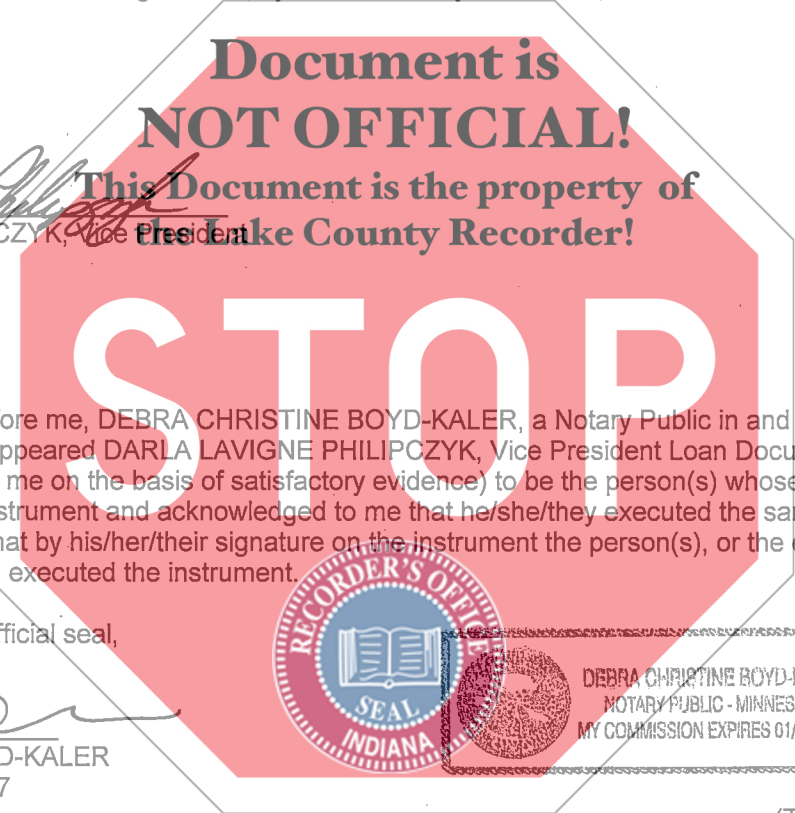 Document is
NOT OFFICIAL!
This Document is the property of
CZYK, Vice President
the Lake County Recorder!
STOP
ore me, DEBRA CHRISTINE BOYD-KALER, a Notary Public in and
ppeared DARLA LAVIGNE PHILIPCZYK, Vice President Loan Docu
me on the basis of satisfactory evidence) to be the person(s) whose
strument and acknowledged to me that he/she/they executed the sa
nat by his/her/their signature on the instrument the person(s), or the
executed the instrument.
RECORDER'S OFFICE
SEAL
INDIANA
fficial seal,
DEBRA CHRISTINE BOYD-
NOTARY PUBLIC - MINNES
MY COMMISSION EXPIRES 01/
D-KALER
7